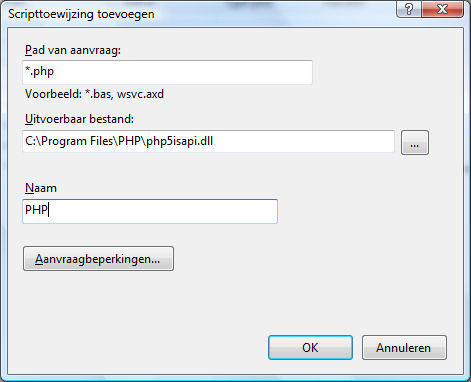 Scripttoewijzing toevoegen
Pad van aanvraag:
*.php
Voorbeeld: *.bas, wsvc.axd
Uitvoerbaar bestand:
C:\Program Files\PHP\php5isapi.dll
...
Naam
PHP
Aanvraagbeperkingen...
OK
Annuleren